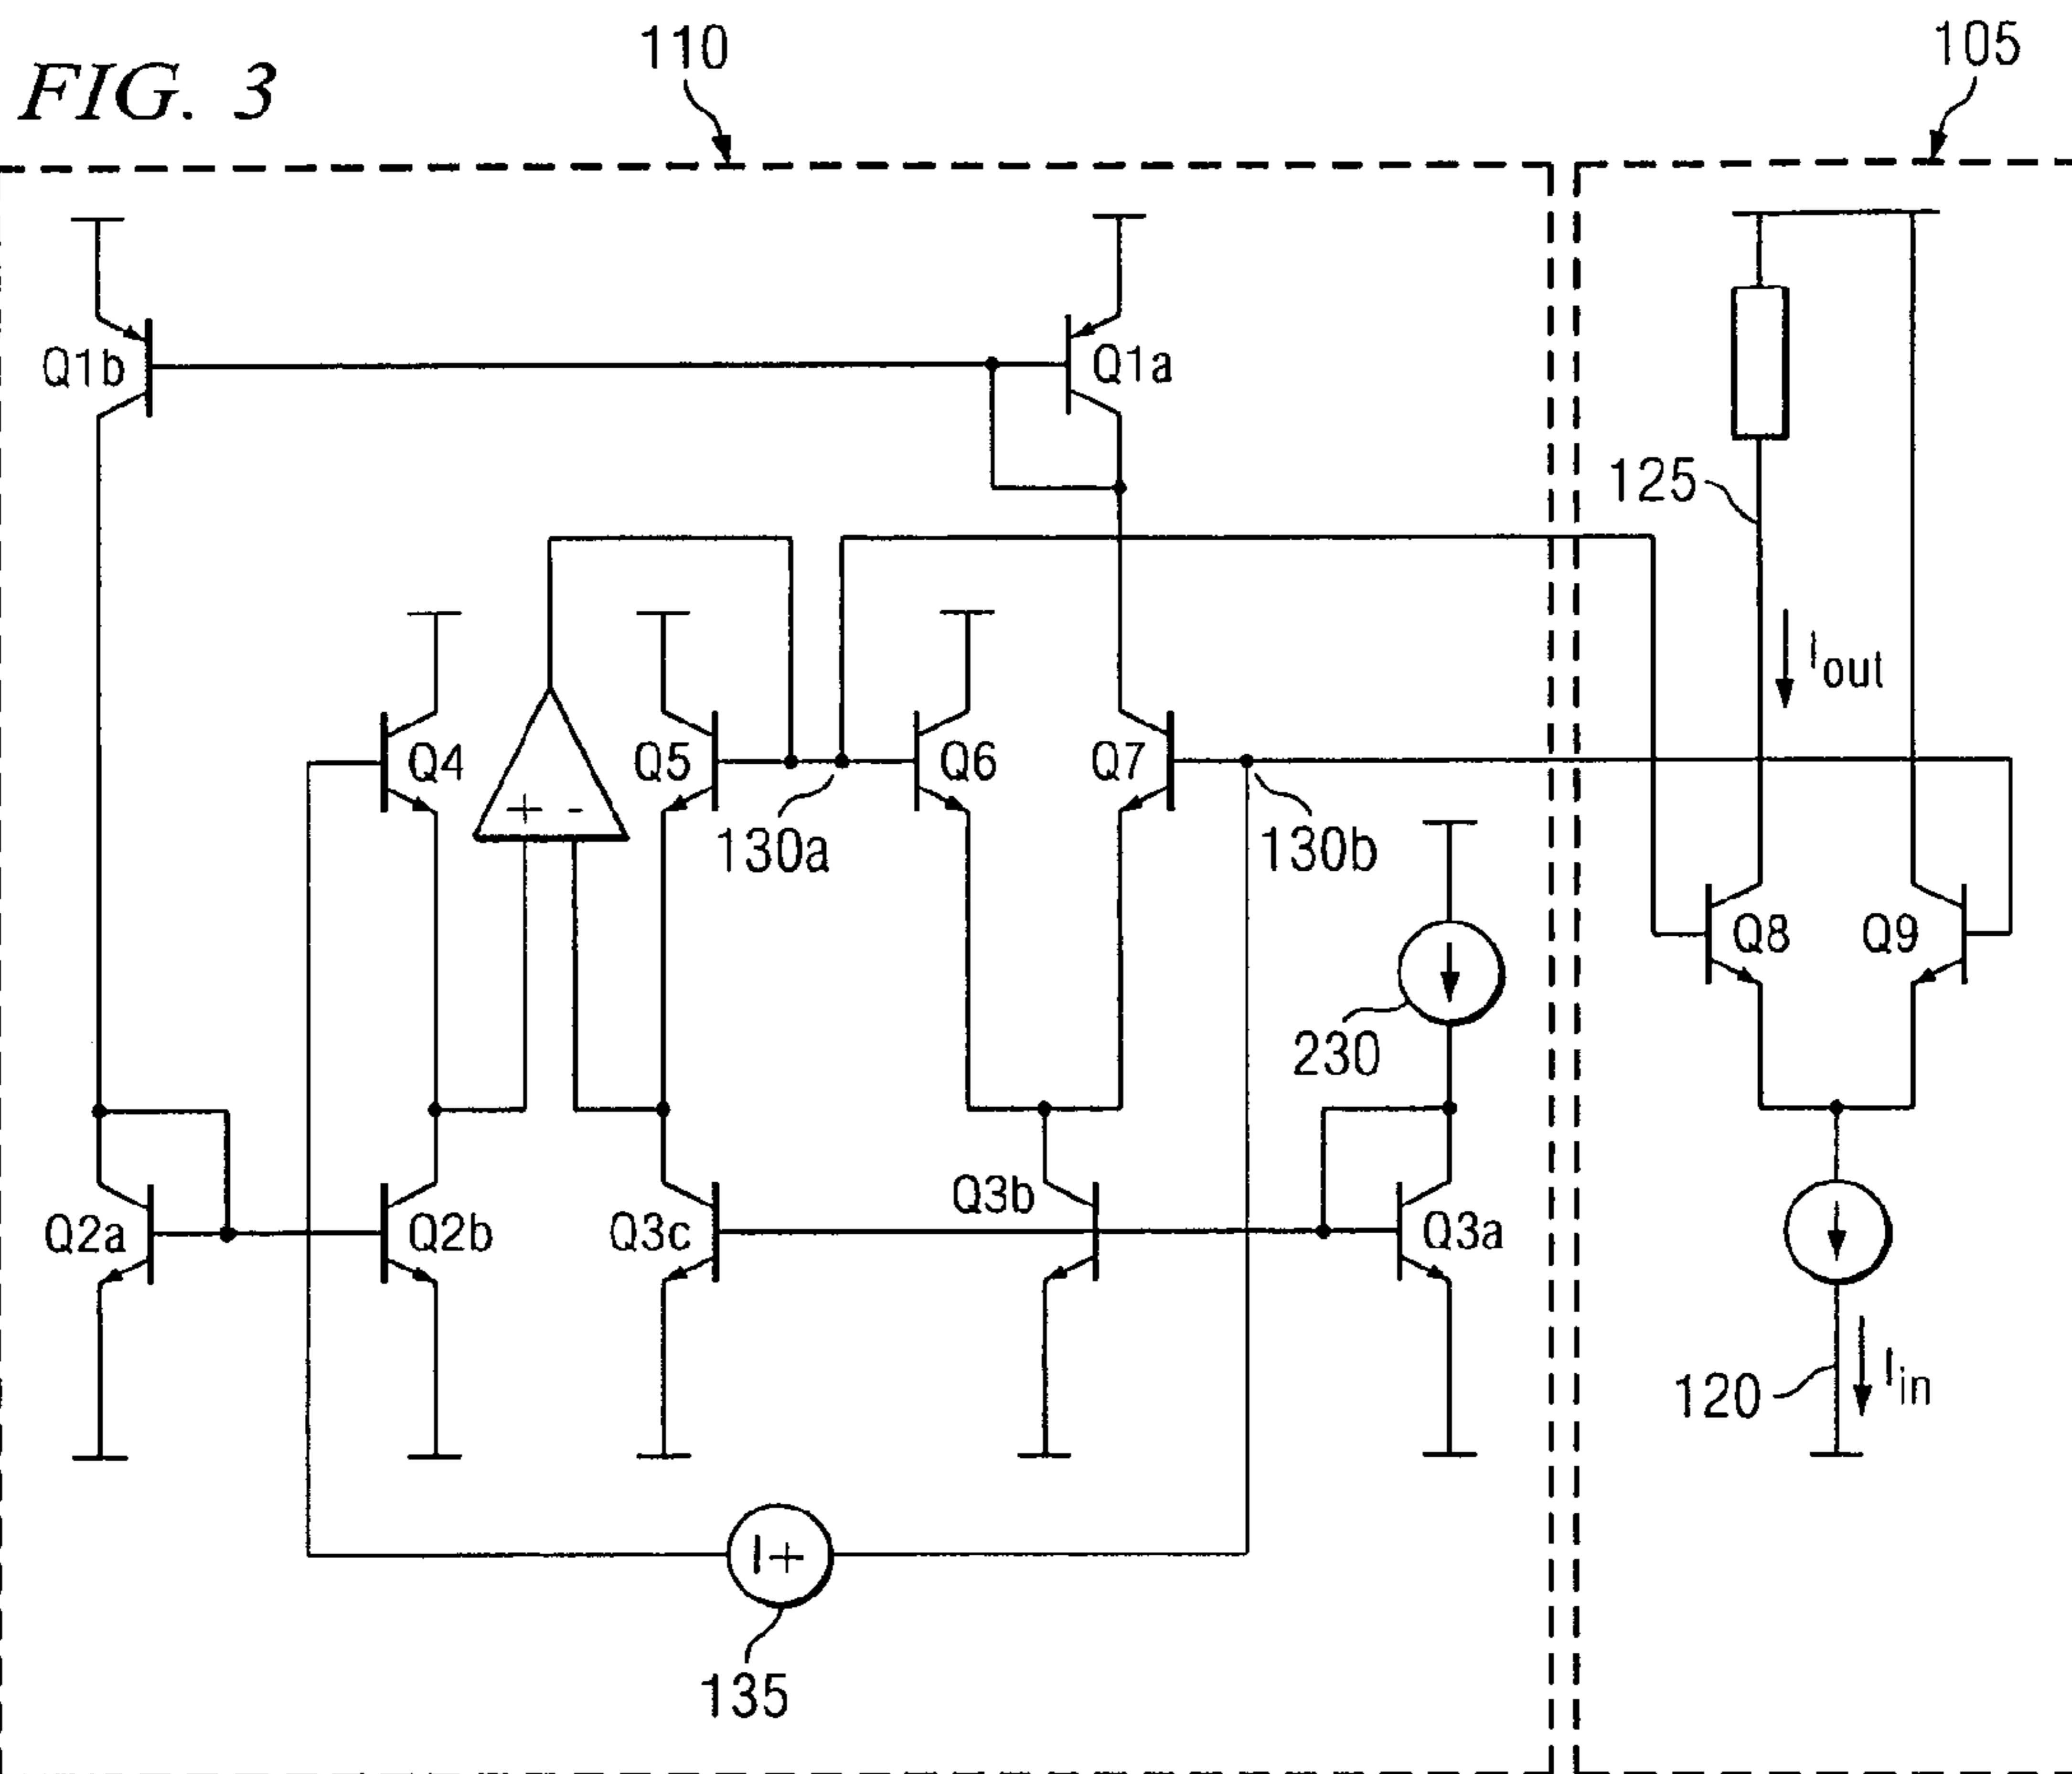 FIG. 3
110
105
Q1b
Q1a
125
Iout
Q4
+ -
Q5
Q6
Q7
130a
130b
Q8
Q9
230
Q2a
Q2b
Q3c
Q3b
Q3a
120
Iin
+
135